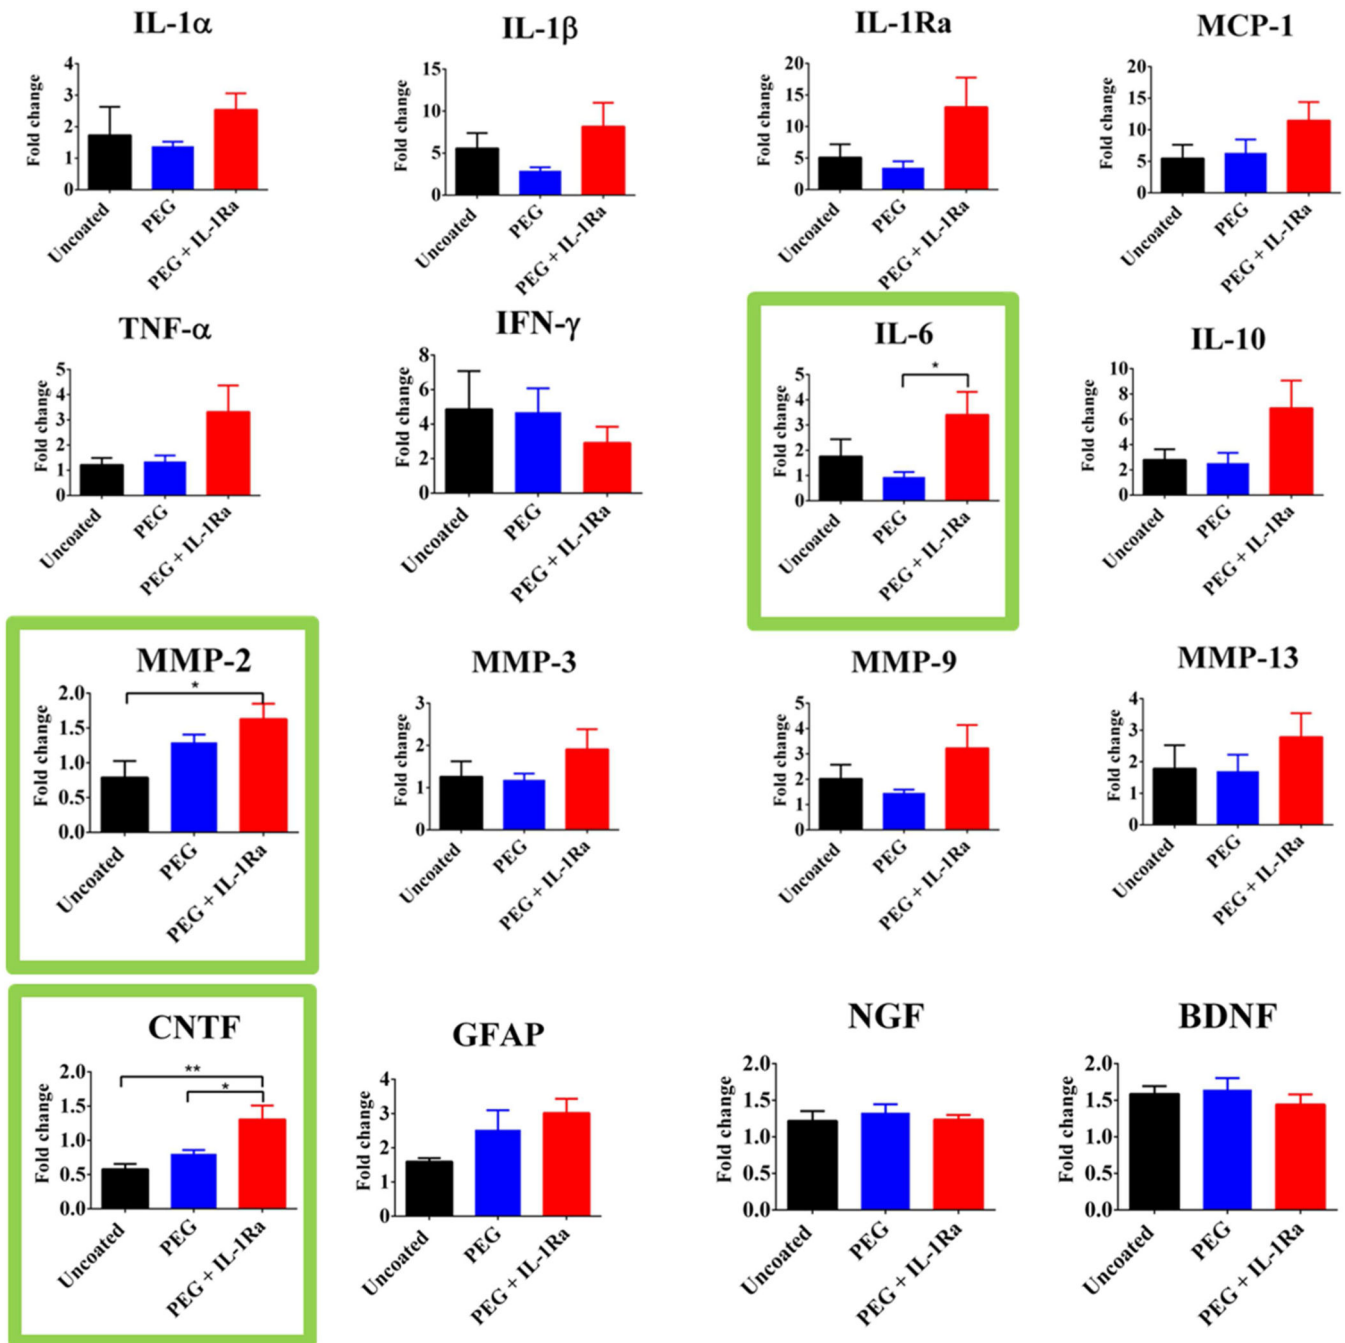 IL-1α
Fold change
4
3
2
1
0
Uncoated
PEG
PEG + IL-1Ra
IL-1β
Fold change
15
10
5
0
Uncoated
PEG
PEG + IL-1Ra
IL-1Ra
Fold change
20
15
10
5
0
Uncoated
PEG
PEG + IL-1Ra
MCP-1
Fold change
20
15
10
5
0
Uncoated
PEG
PEG + IL-1Ra
TNF-α
Fold change
5
4
3
2
1
0
Uncoated
PEG
PEG + IL-1Ra
IFN-γ
Fold change
8
6
4
2
0
Uncoated
PEG
PEG + IL-1Ra
IL-6
*
Fold change
5
4
3
2
1
0
Uncoated
PEG
PEG + IL-1Ra
IL-10
Fold change
10
8
6
4
2
0
Uncoated
PEG
PEG + IL-1Ra
MMP-2
*
Fold change
2.0
1.5
1.0
0.5
0.0
Uncoated
PEG
PEG + IL-1Ra
MMP-3
Fold change
3
2
1
0
Uncoated
PEG
PEG + IL-1Ra
MMP-9
Fold change
5
4
3
2
1
0
Uncoated
PEG
PEG + IL-1Ra
MMP-13
Fold change
4
3
2
1
0
Uncoated
PEG
PEG + IL-1Ra
CNTF
**
*
Fold change
2.0
1.5
1.0
0.5
0.0
Uncoated
PEG
PEG + IL-1Ra
GFAP
Fold change
4
3
2
1
0
Uncoated
PEG
PEG + IL-1Ra
NGF
Fold change
2.0
1.5
1.0
0.5
0.0
Uncoated
PEG
PEG + IL-1Ra
BDNF
Fold change
2.0
1.5
1.0
0.5
0.0
Uncoated
PEG
PEG + IL-1Ra